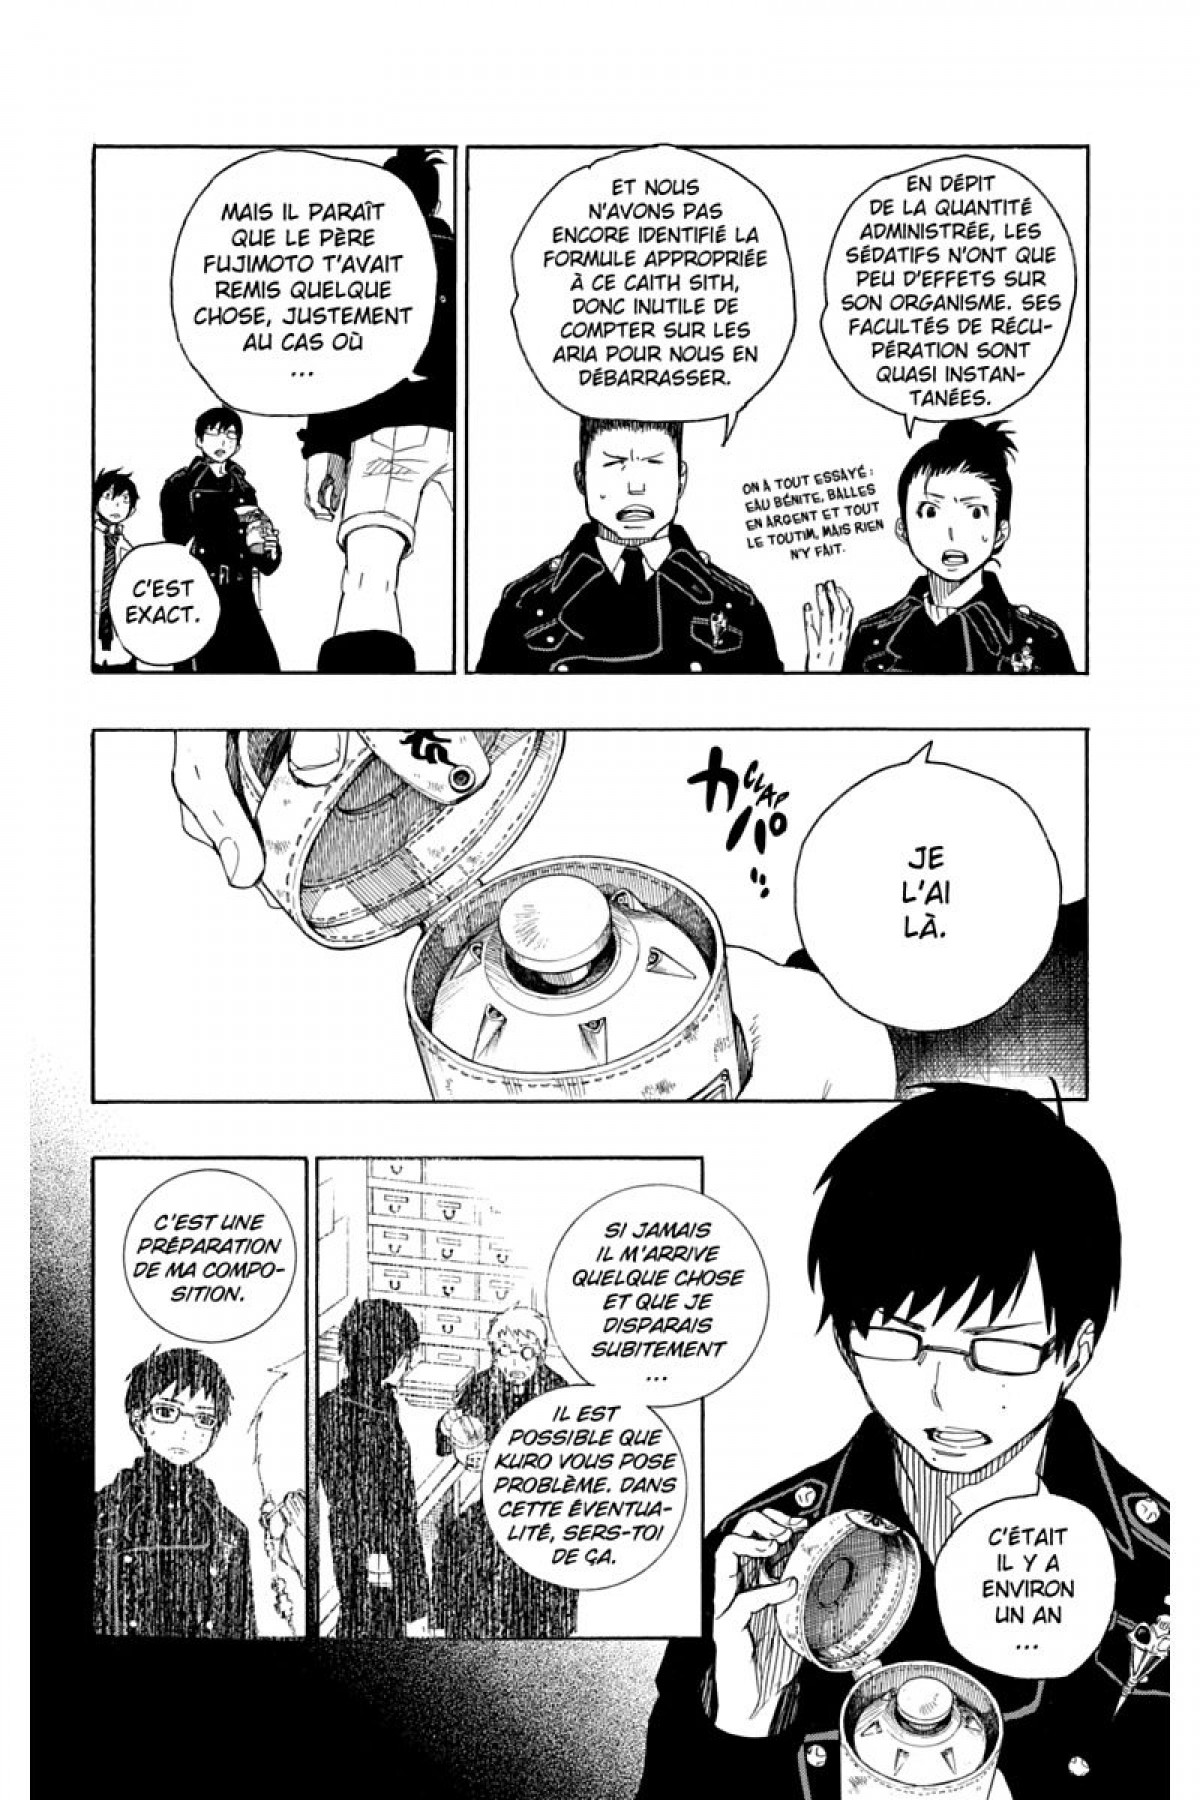 EN DÉPIT
DE LA QUANTITÉ
ADMINISTRÉE, LES
SÉDATIFS N'ONT QUE
PEU D'EFFETS SUR
SON ORGANISME. SES
FACULTÉS DE RÉCU-
PÉRATION SONT
QUASI INSTAN-
TANÉES.
ON A TOUT ESSAYÉ :
EAU BÉNITE, BALLES
EN ARGENT ET TOUT
LE TOUTIM, MAIS RIEN
N'Y FAIT.
ET NOUS
N'AVONS PAS
ENCORE IDENTIFIÉ LA
FORMULE APPROPRIÉE
À CE CAITH SITH,
DONC INUTILE DE
COMPTER SUR LES
ARIA POUR NOUS EN
DÉBARRASSER.
MAIS IL PARAÎT
QUE LE PÈRE
FUJIMOTO T'AVAIT
REMIS QUELQUE
CHOSE, JUSTEMENT
AU CAS OÙ
...
C'EST
EXACT.
JE
L'AI
LÀ.
CLAP
カパ
C'ÉTAIT
IL Y A
ENVIRON
UN AN
...
SI JAMAIS
IL M'ARRIVE
QUELQUE CHOSE
ET QUE JE
DISPARAIS
SUBITEMENT
...
IL EST
POSSIBLE QUE
KURO VOUS POSE
PROBLÈME. DANS
CETTE ÉVENTUA-
LITÉ, SERS-TOI
DE ÇA.
C'EST UNE
PRÉPARATION
DE MA COMPO-
SITION.